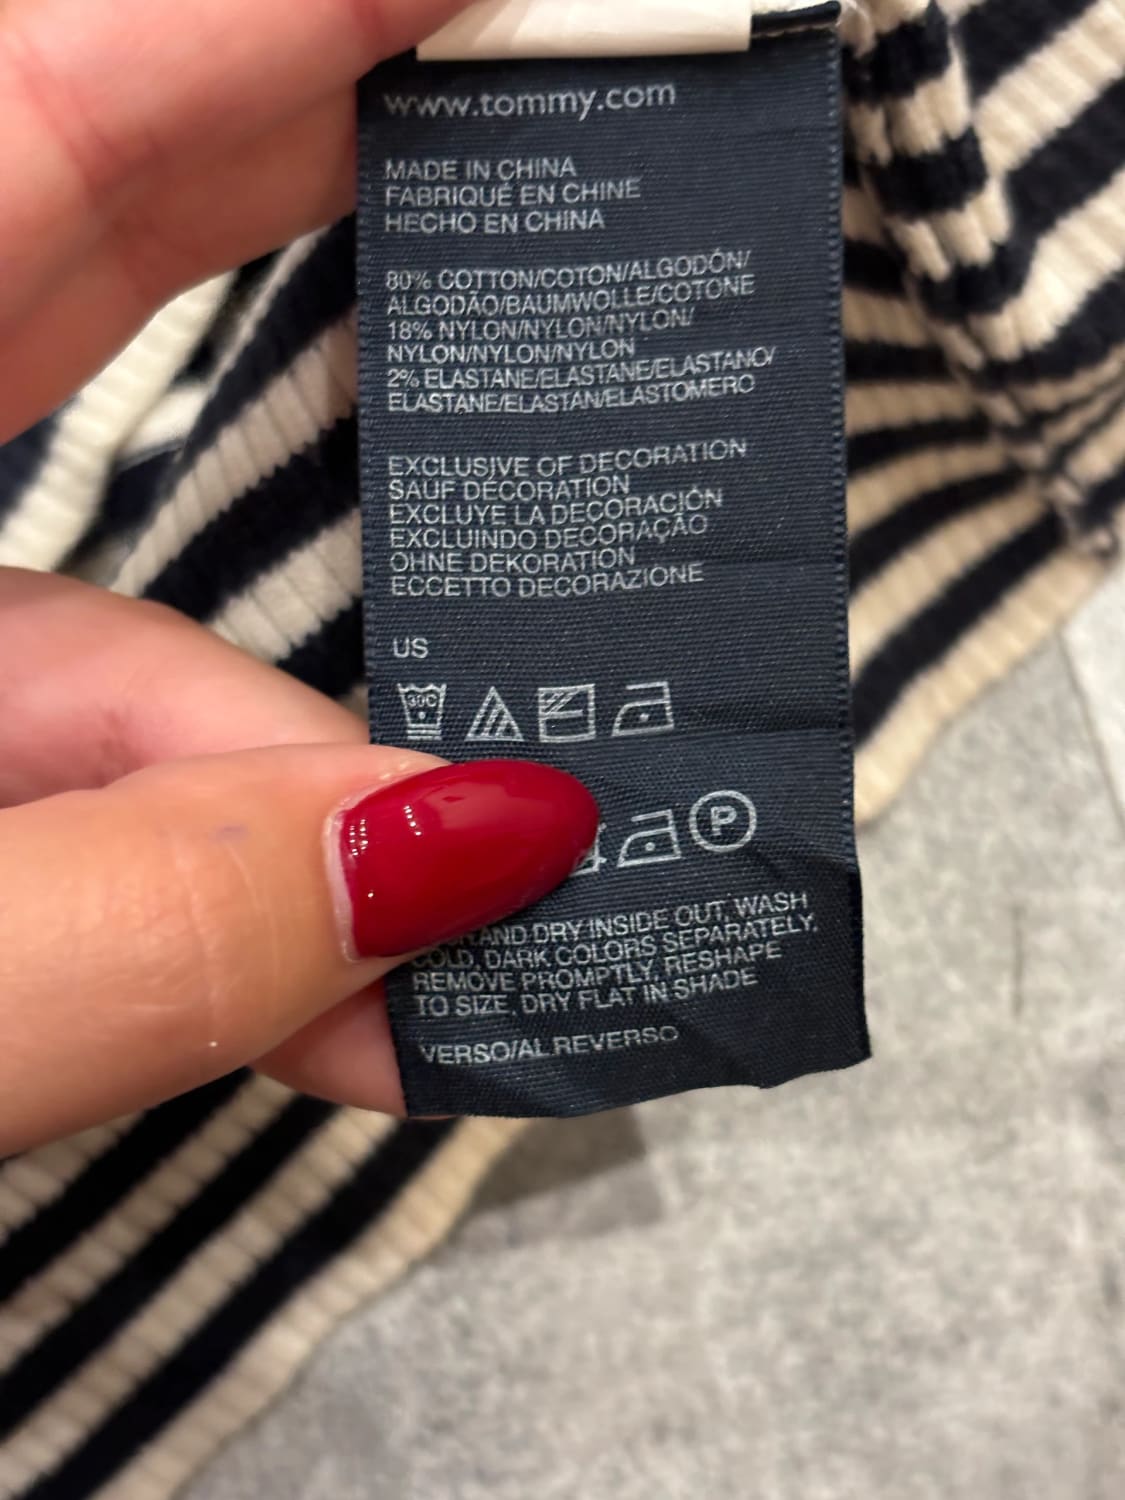 www.tommy.com
MADE IN CHINA
FABRIQUÉ EN CHINE
HECHO EN CHINA
80% COTTON/COTON/ALGODÓN/
ALGODÃO/BAUMWOLLE/COTONE
18% NYLON/NYLON/NYLON/
NYLON/NYLON/NYLON
2% ELASTANE/ELASTANE/ELASTANO/
ELASTANE/ELASTAN/ELASTOMERO
EXCLUSIVE OF DECORATION
SAUF DÉCORATION
EXCLUYE LA DECORACIÓN
EXCLUINDO DECORAÇÃO
OHNE DEKORATION
ECCETTO DECORAZIONE
US
30C
P
AND DRY INSIDE OUT, WASH
COLD, DARK COLORS SEPARATELY,
REMOVE PROMPTLY, RESHAPE
TO SIZE, DRY FLAT IN SHADE
VERSO/AL REVERSO